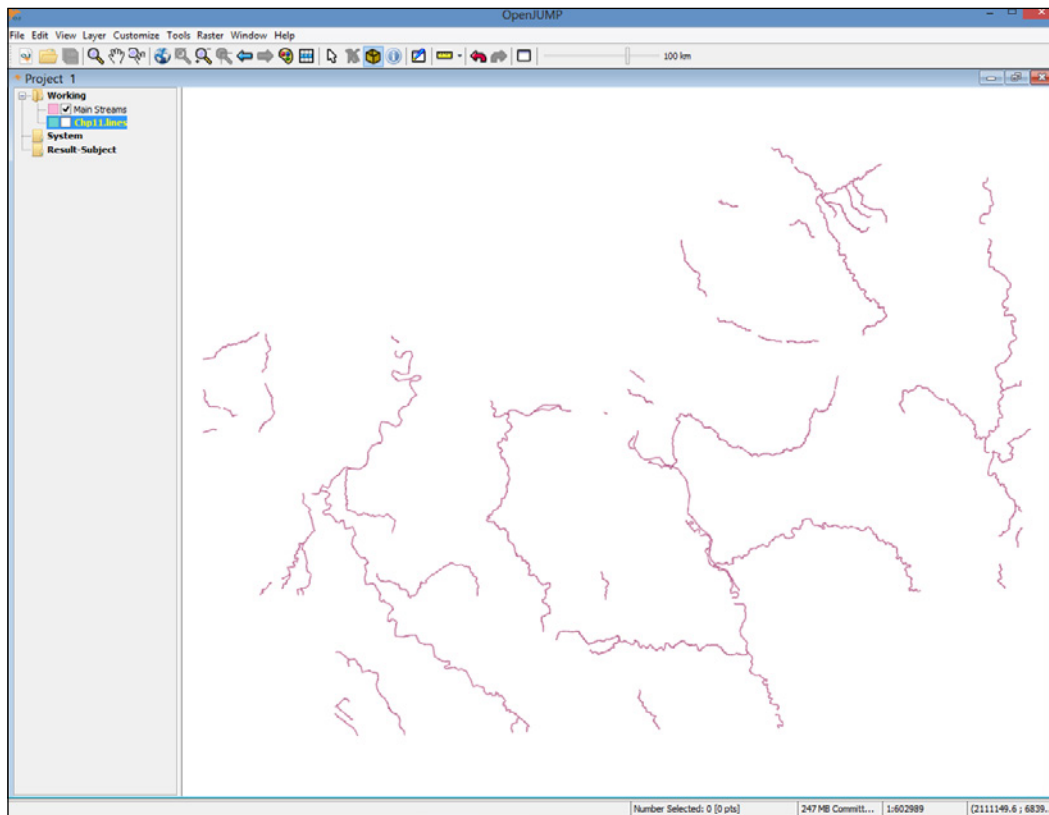 OpenJUMP
File Edit View Layer Customize Tools Raster Window Help
100 km
Project 1
Working
Main Streams
Chp11.lines
System
Result-Subject
Number Selected: 0 [0 pts] 247 MB Committ... 1:602989 (2111149.6 ; 6839.